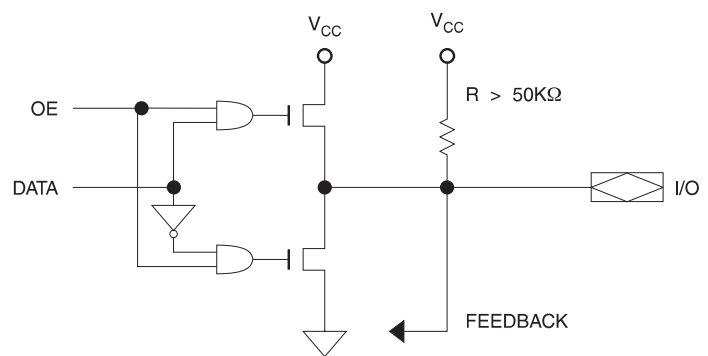 V_CC
V_CC
OE
R > 50KΩ
DATA
I/O
FEEDBACK